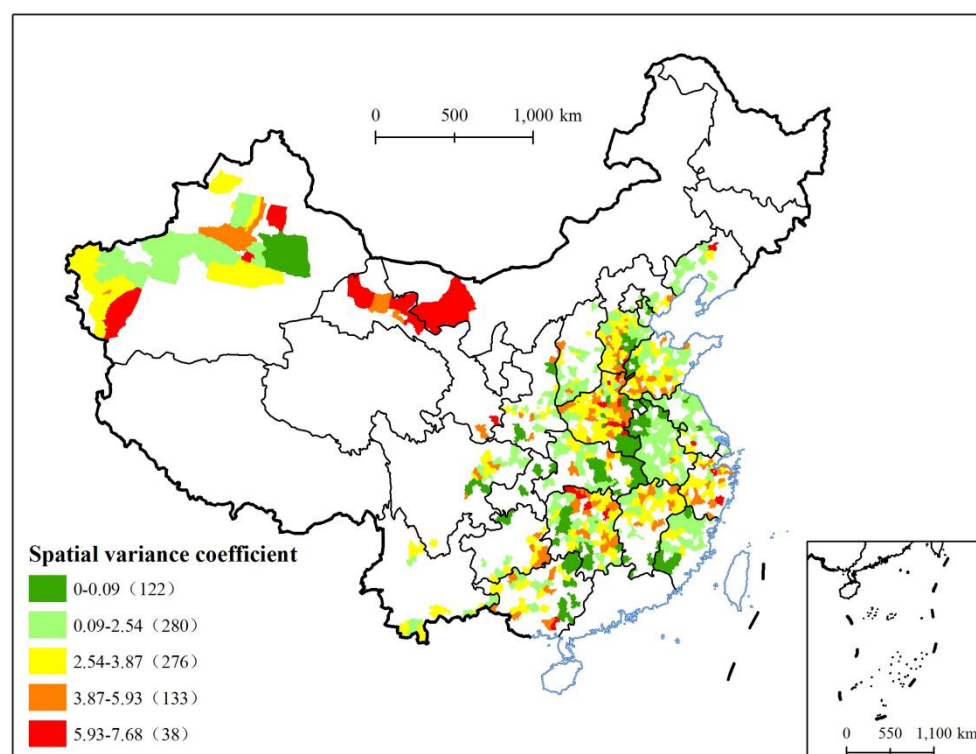 0 500 1,000 km
Spatial variance coefficient
0-0.09（122）
0.09-2.54（280）
2.54-3.87（276）
3.87-5.93（133）
5.93-7.68（38）
0 550 1,100 km